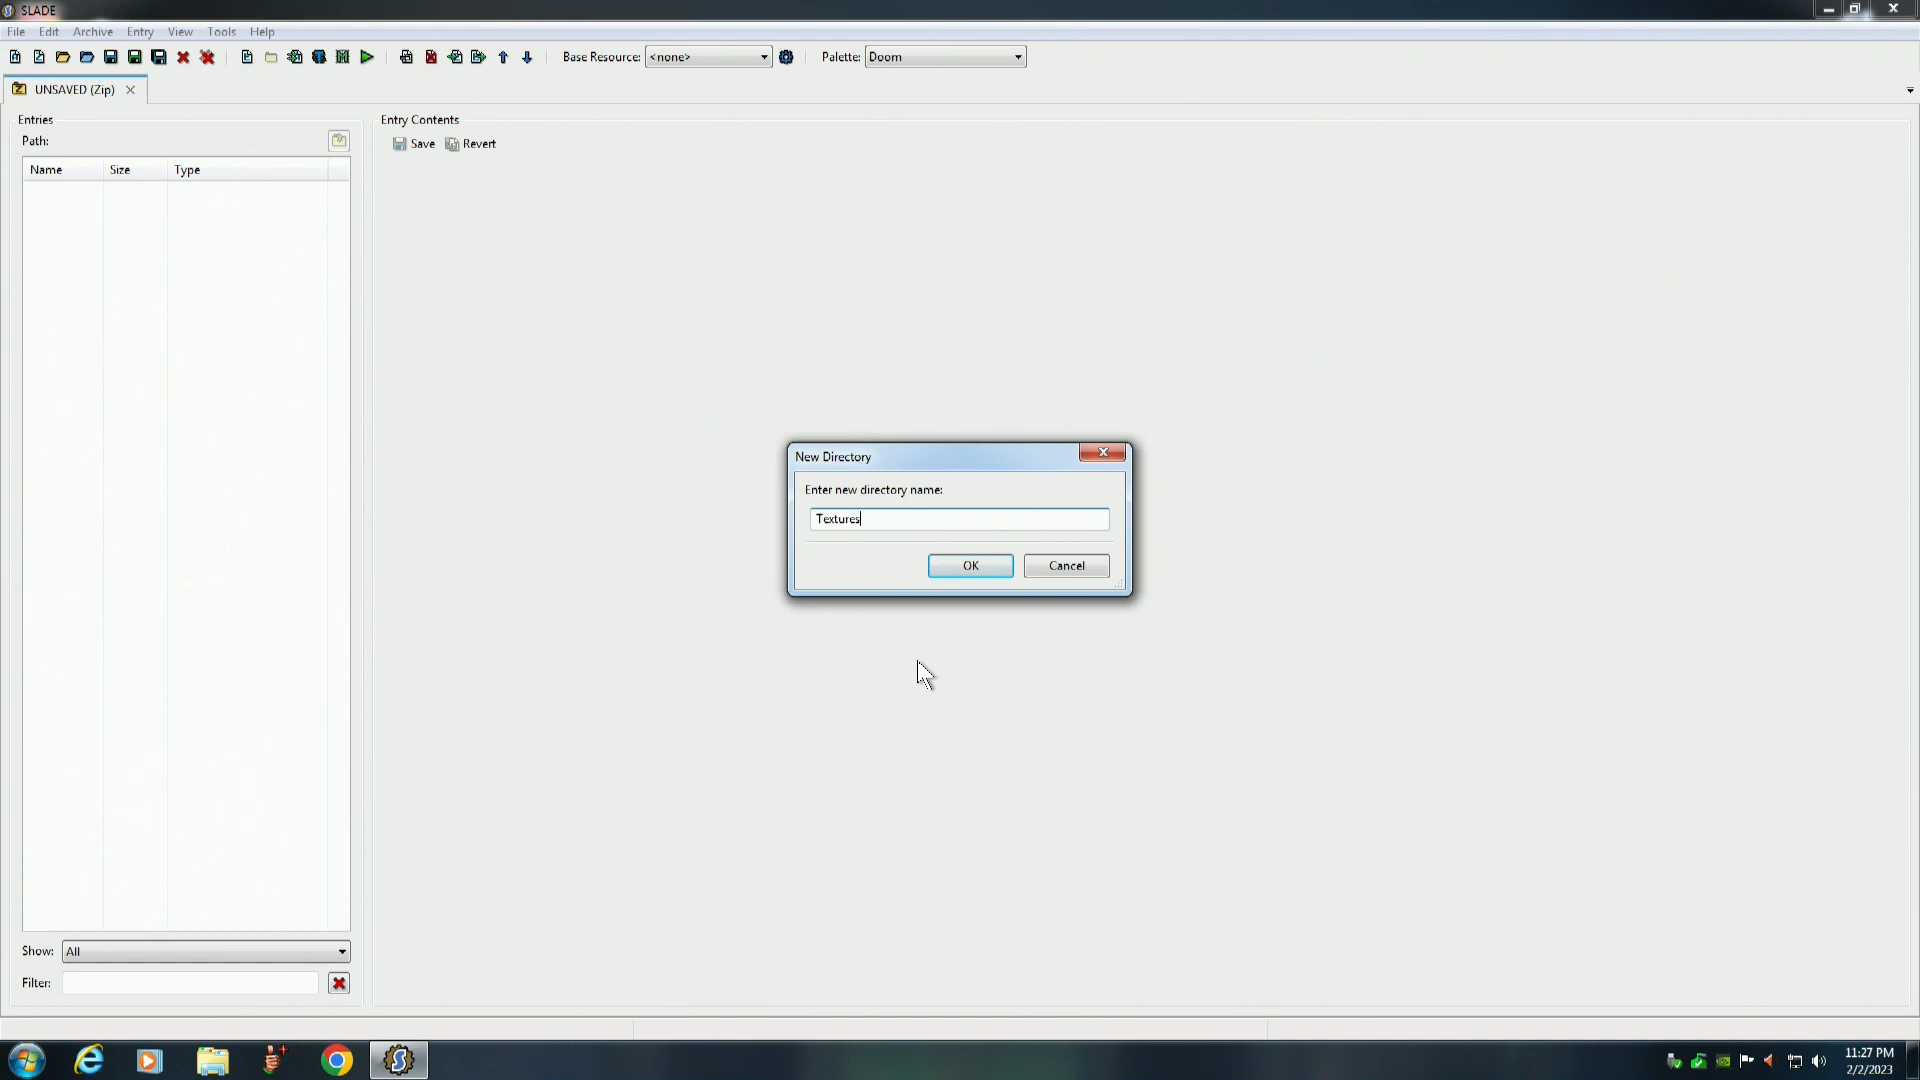 SLADE
File Edit Archive Entry View Tools Help
Base Resource: <none> Palette: Doom
UNSAVED (Zip)
Entries
Path:
Name Size Type
Entry Contents
Save Revert
New Directory
Enter new directory name:
Textures
OK Cancel
Show: All
Filter:
11:27 PM
2/2/2023